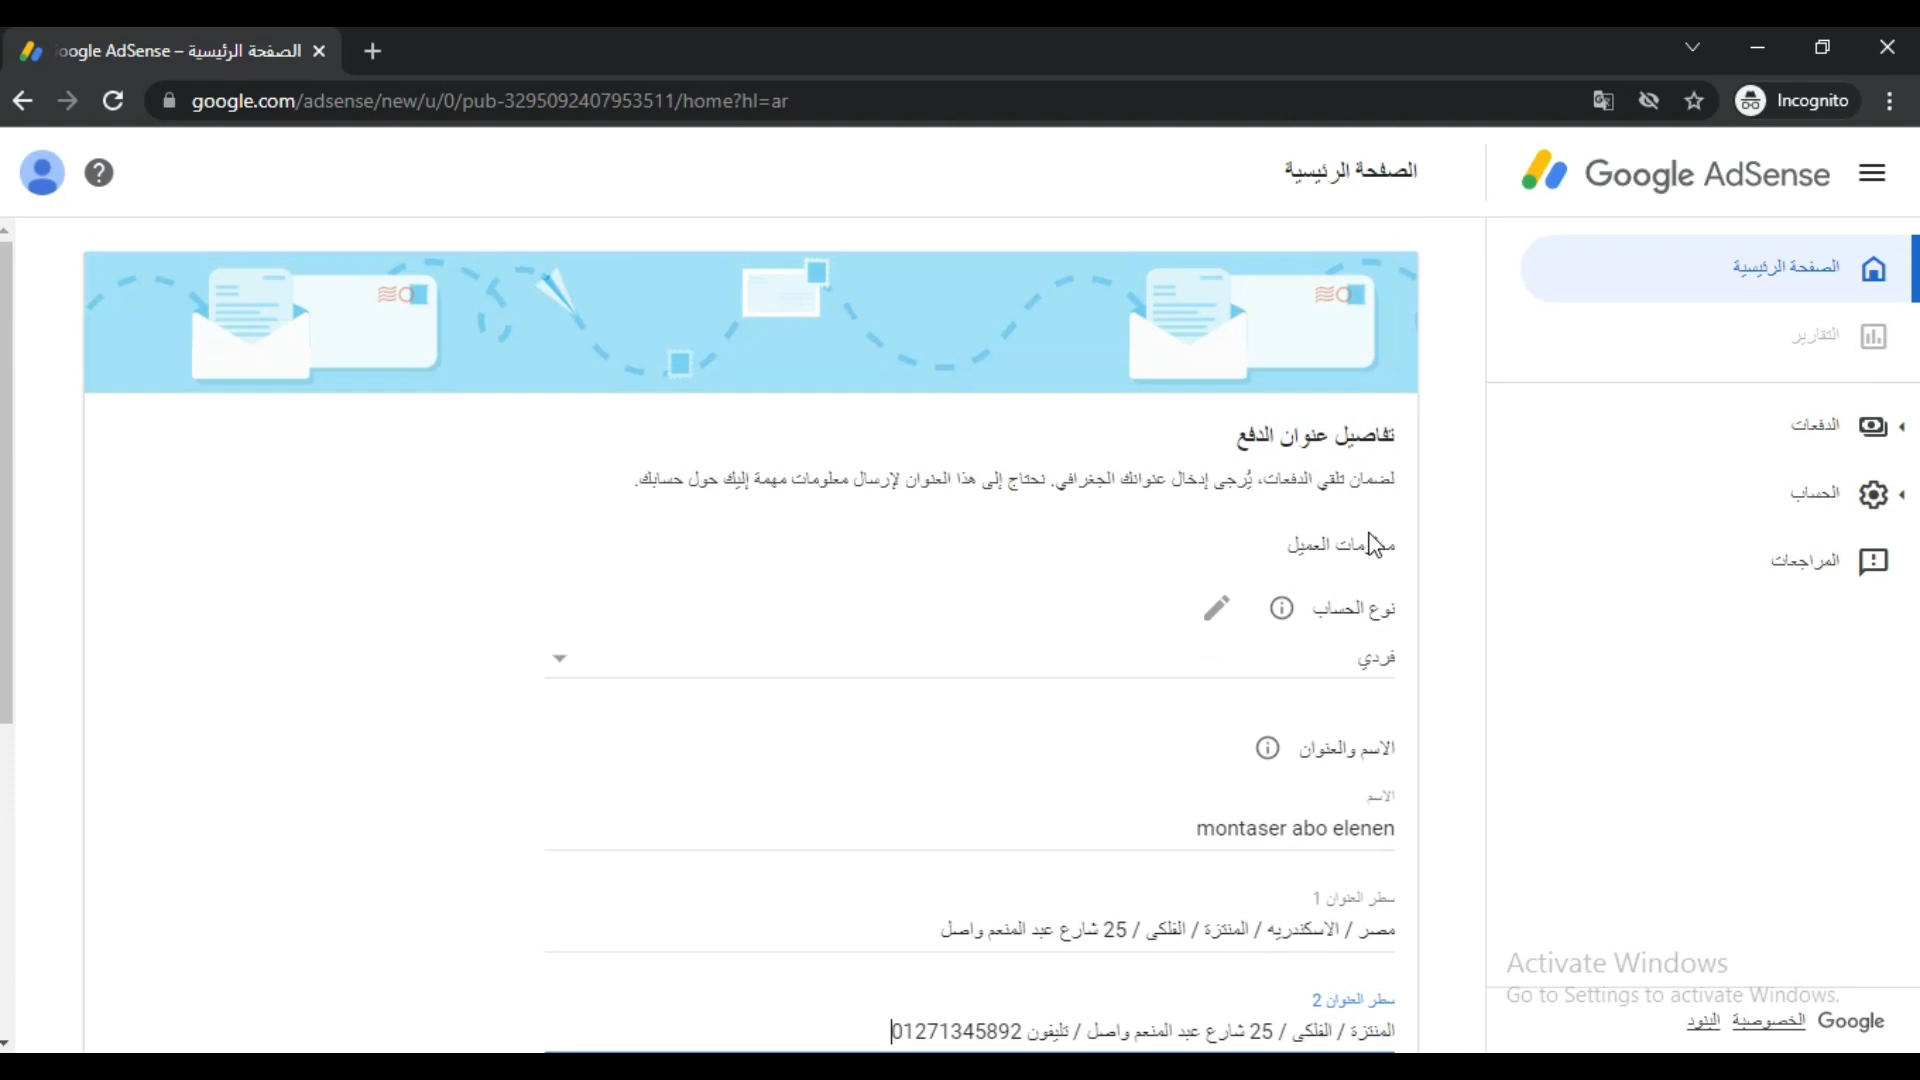 oogle AdSense – الصفحة الرئيسية
google.com/adsense/new/u/0/pub-3295092407953511/home?hl=ar
Incognito
الصفحة الرئيسية
Google AdSense
الصفحة الرئيسية
التقارير
الدفعات
الحساب
المراجعات
تفاصيل عنوان الدفع
لضمان تلقي الدفعات، يُرجى إدخال عنوانك الجغرافي. نحتاج إلى هذا العنوان لإرسال معلومات مهمة إليك حول حسابك.
العميل
نوع الحساب
فردي
الاسم والعنوان
الاسم
montaser abo elenen
سطر العنوان 1
مصر / الاسكندريه / المنتزة / الفلكى / 25 شارع عبد المنعم واصل
سطر العنوان 2
المنتزة / الفلكى / 25 شارع عبد المنعم واصل / تليفون 01271345892
Activate Windows
Go to Settings to activate Windows.
Google الخصوصية البنود